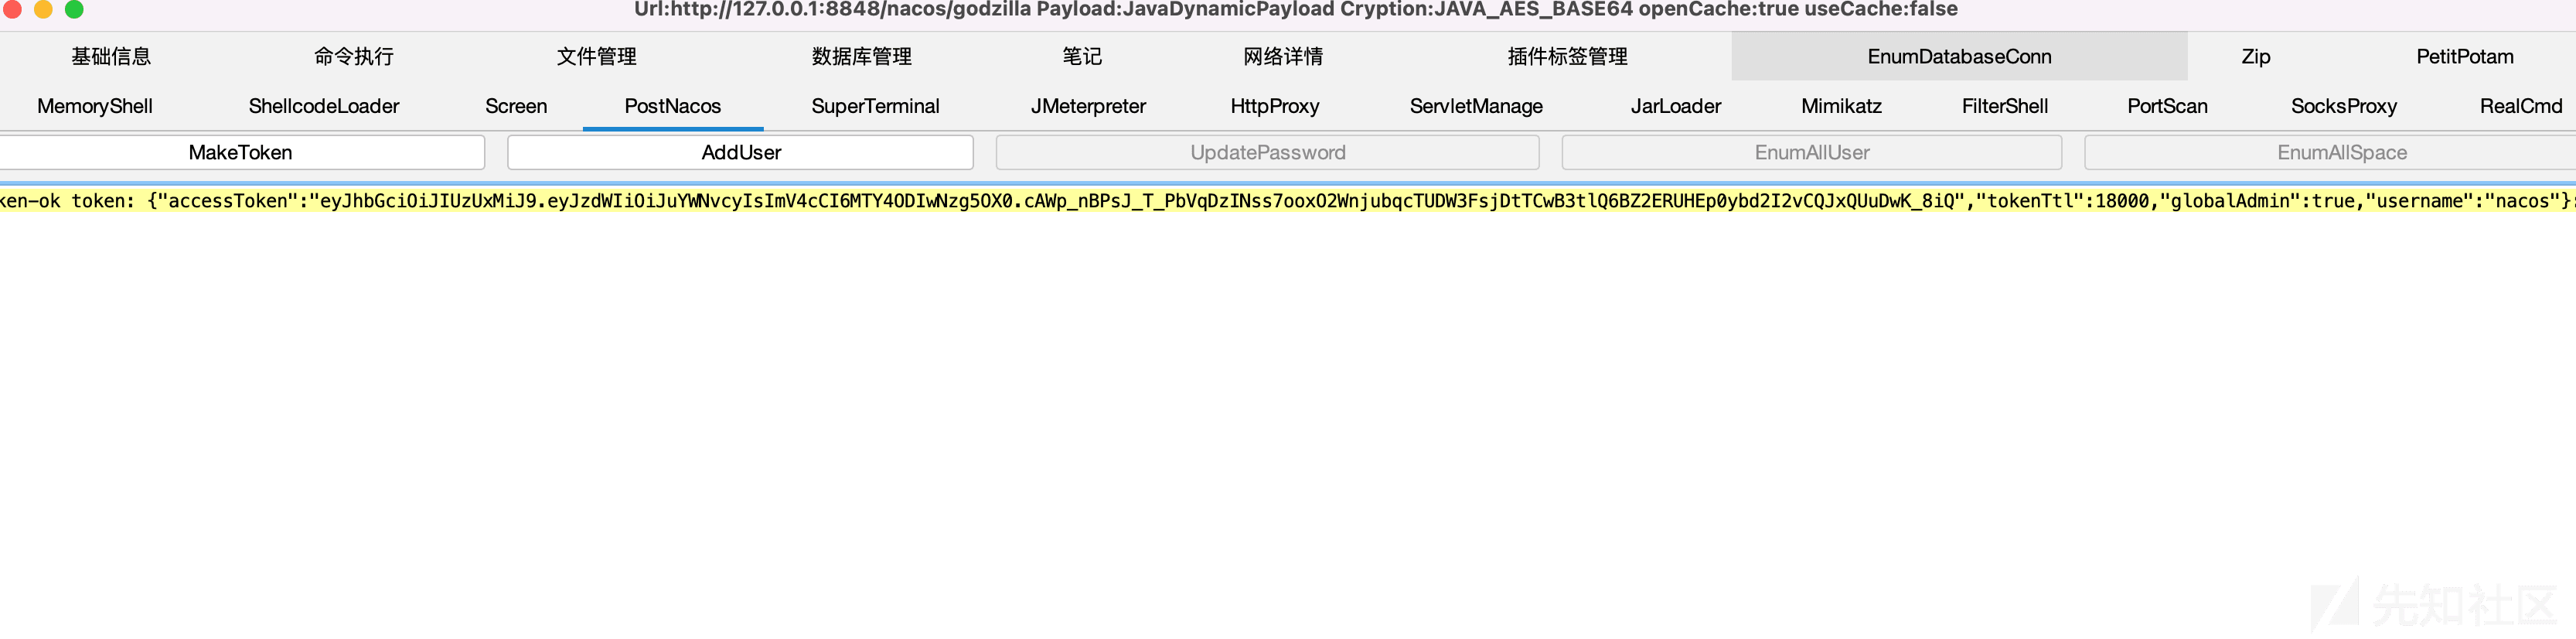 Url:http://127.0.0.1:8848/nacos/godzilla Payload:JavaDynamicPayload Cryption:JAVA_AES_BASE64 openCache:true useCache:false
基础信息 命令执行 文件管理 数据库管理 笔记 网络详情 插件标签管理 EnumDatabaseConn Zip PetitPotam
MemoryShell ShellcodeLoader Screen PostNacos SuperTerminal JMeterpreter HttpProxy ServletManage JarLoader Mimikatz FilterShell PortScan SocksProxy RealCmd
MakeToken AddUser UpdatePassword EnumAllUser EnumAllSpace
ken-ok token: {"accessToken":"eyJhbGciOiJIUzUxMiJ9.eyJzdWIiOiJuYWNvcyIsImV4cCI6MTY4ODIwNzg5OX0.cAWp_nBPsJ_T_PbVqDzINss7ooxO2WnjubqcTUDW3FsjDtTCwB3tlQ6BZ2ERUHEp0ybd2I2vCQJxQUuDwK_8iQ","tokenTtl":18000,"globalAdmin":true,"username":"nacos"}
先知社区